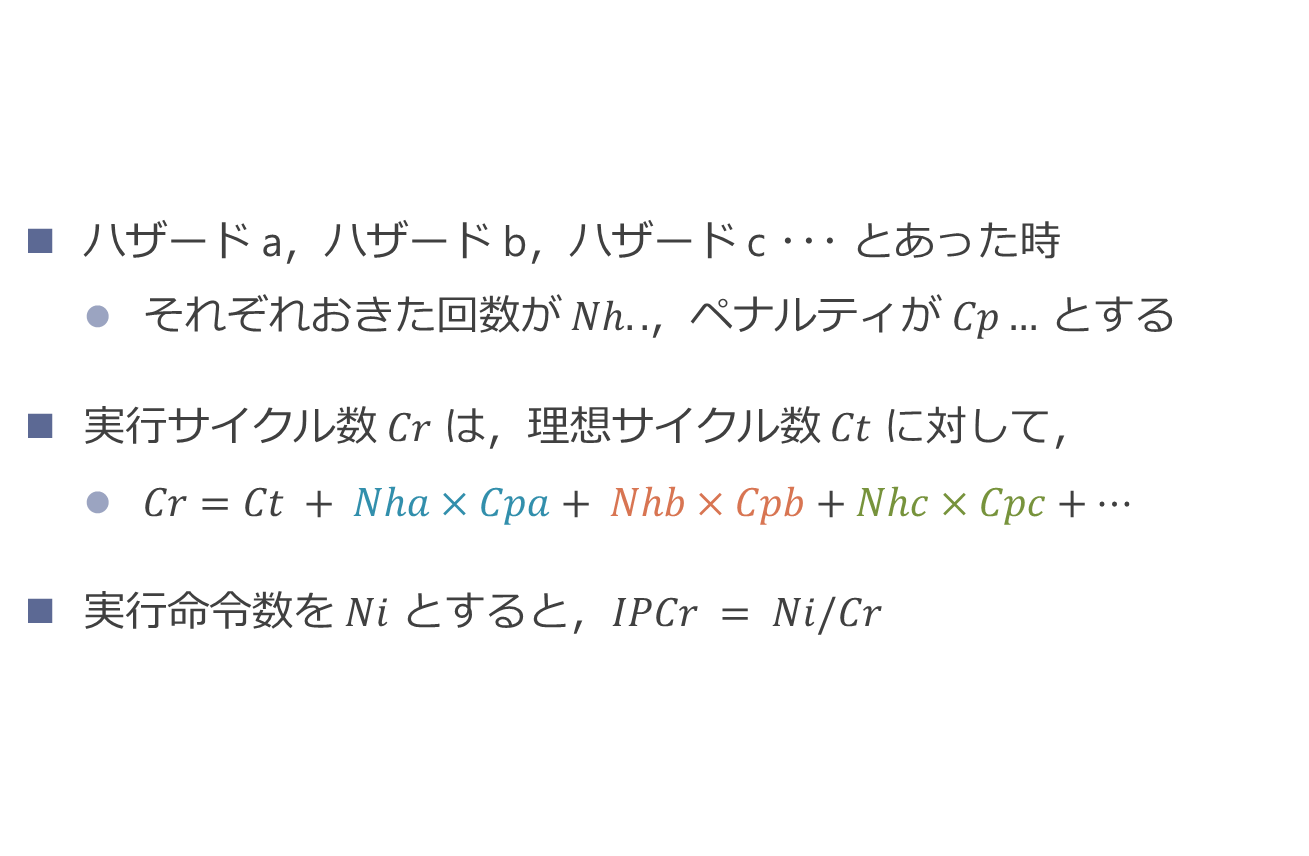 ハザード a，ハザード b，ハザード c ･･･ とあった時
それぞれおきた回数が Nh..，ペナルティが Cp … とする
実行サイクル数 Cr は，理想サイクル数 Ct に対して，
Cr = Ct + Nha × Cpa + Nhb × Cpb + Nhc × Cpc + ⋯
実行命令数を Ni とすると，IPCr = Ni/Cr